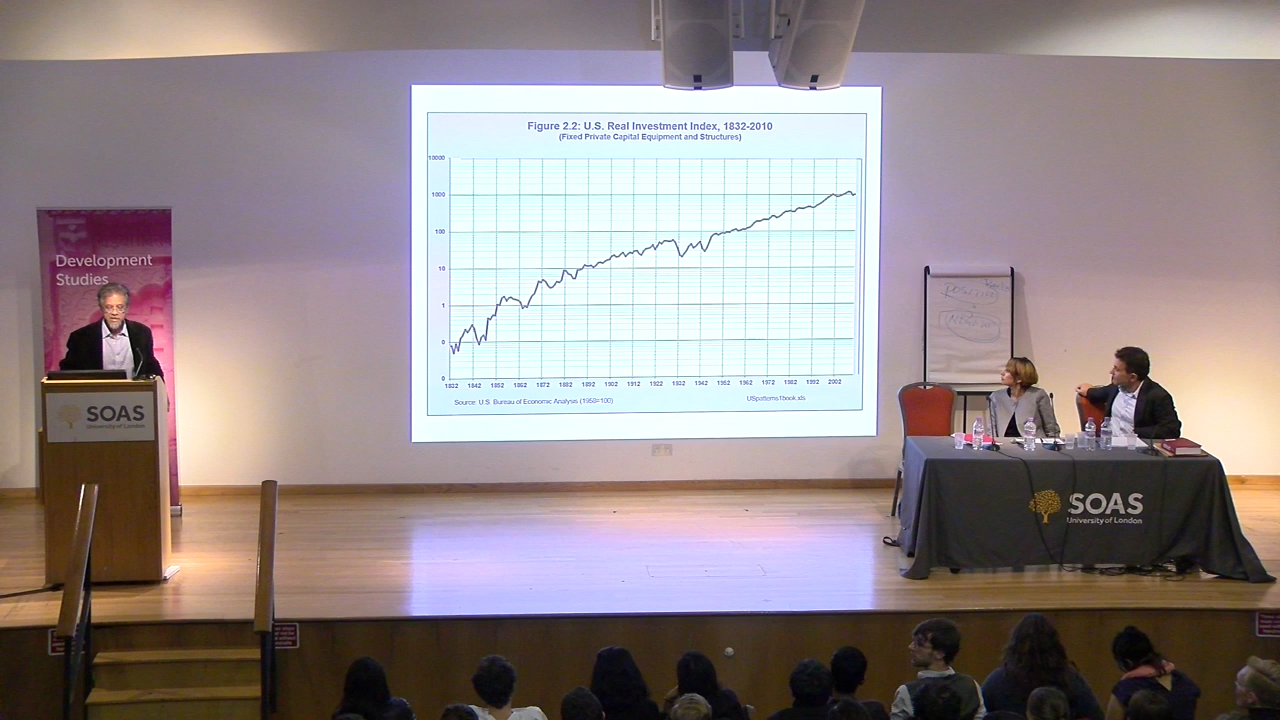 Figure 2.2: U.S. Real Investment Index, 1832-2010
(Fixed Private Capital Equipment and Structures)
10000
1000
100
10
1
0
0
1832 1842 1852 1862 1872 1882 1892 1902 1912 1922 1932 1942 1952 1962 1972 1982 1992 2002
Source: U.S. Bureau of Economic Analysis (1958=100)
USpatterns1book.xls
Development
Studies
SOAS
University of London
SOAS
University of London